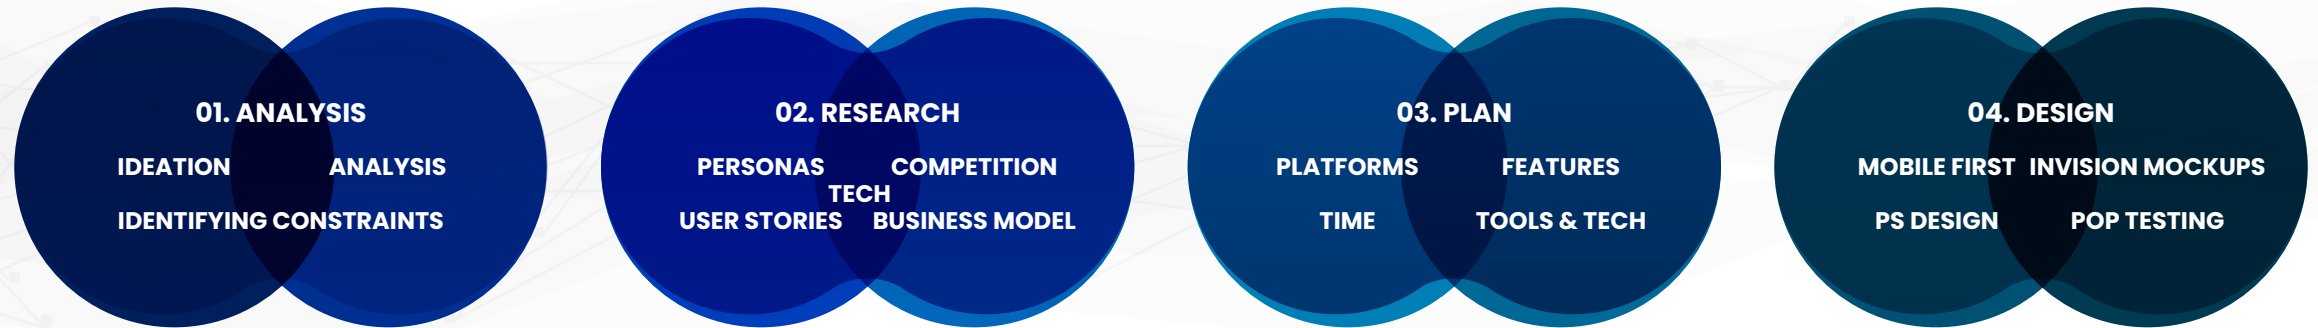 01. ANALYSIS
IDEATION ANALYSIS
IDENTIFYING CONSTRAINTS
02. RESEARCH
PERSONAS COMPETITION
TECH
USER STORIES BUSINESS MODEL
03. PLAN
PLATFORMS FEATURES
TIME TOOLS & TECH
04. DESIGN
MOBILE FIRST INVISION MOCKUPS
PS DESIGN POP TESTING